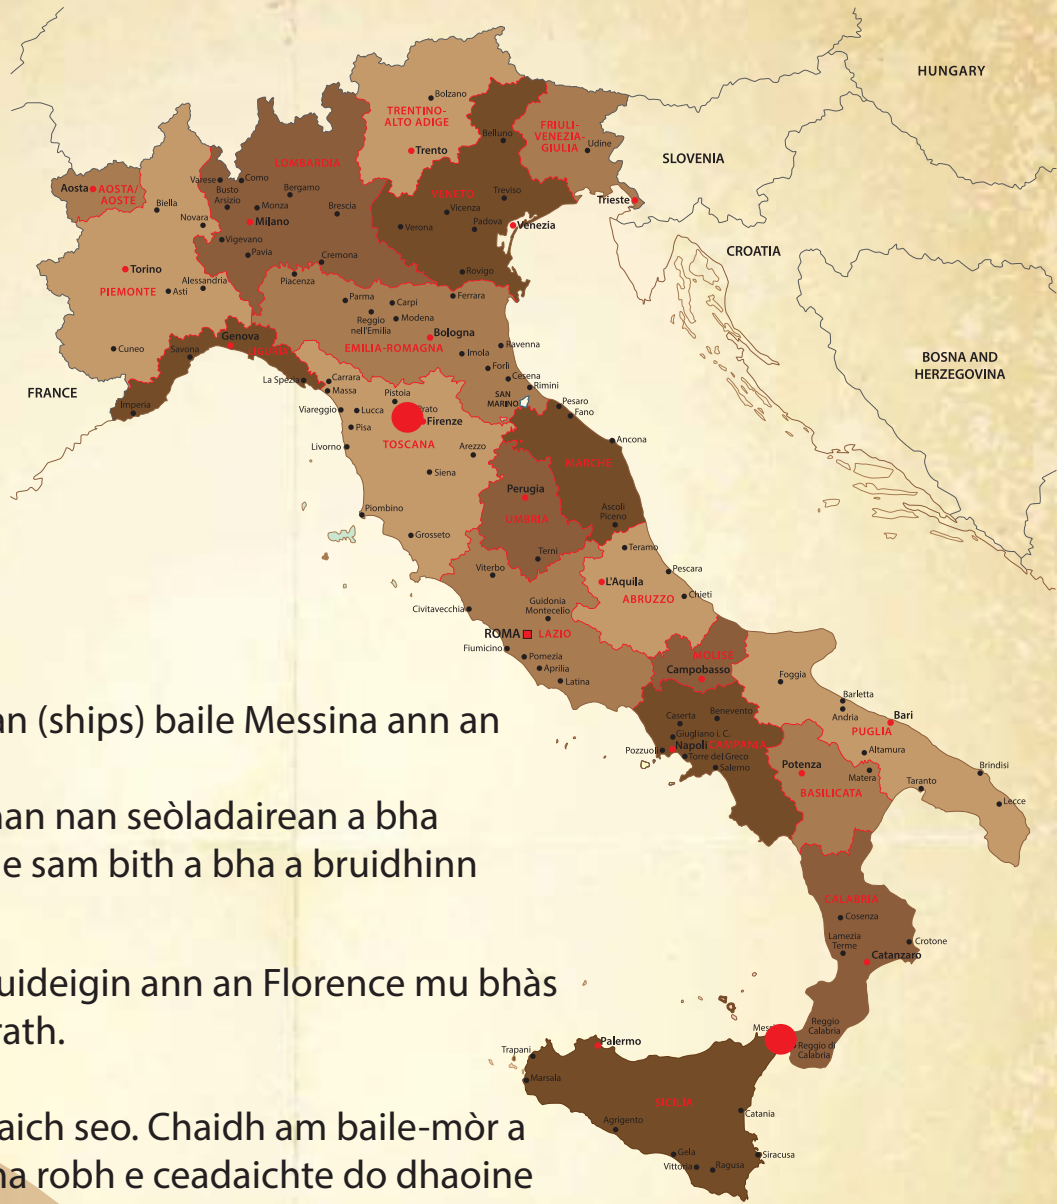 HUNGARY
Bolzano
TRENTINO-
ALTO ADIGE
Trento
Belluno
FRIULI-
VENEZIA-
GIULIA
Udine
SLOVENIA
LOMBARDIA
Aosta
AOSTA/
AOSTE
Varese
Como
Busto
Arsizio
Bergamo
Monza
Milano
Brescia
Biella
Novara
VENETO
Treviso
Vicenza
Padova
Verona
Venezia
Trieste
CROATIA
Vigevano
Pavia
Cremona
Rovigo
Torino
PIEMONTE
Asti
Alessandria
Piacenza
Parma
Carpi
Ferrara
Reggio
nell'Emilia
Modena
Bologna
EMILIA-ROMAGNA
Ravenna
Imola
Forlì
Cesena
Rimini
Cuneo
Savona
Genova
LIGURIA
La Spezia
Imperia
FRANCE
BOSNA AND
HERZEGOVINA
Carrara
Massa
Pistoia
SAN
MARINO
Pesaro
Fano
Viareggio
Lucca
Firenze
Pisa
TOSCANA
Arezzo
Livorno
Siena
Ancona
MARCHE
Perugia
UMBRIA
Ascoli
Piceno
Piombino
Grosseto
Terni
Teramo
Viterbo
Pescara
L'Aquila
ABRUZZO
Chieti
Civitavecchia
Guidonia
Montecelio
ROMA
LAZIO
Fiumicino
Pomezia
Aprilia
Latina
MOLISE
Campobasso
Foggia
Barletta
Andria
Bari
PUGLIA
Caserta
Benevento
Giugliano i. C.
Napoli
CAMPANIA
Pozzuoli
Torre del Greco
Salerno
Potenza
BASILICATA
Altamura
Matera
Brindisi
Taranto
Lecce
an (ships) baile Messina ann an
nan nan seòladairean a bha
e sam bith a bha a bruidhinn
CALABRIA
Cosenza
Lamezia
Terme
Crotone
Catanzaro
uideigin ann an Florence mu bhàs
rath.
Reggio
Calabria
Reggio di
Calabria
Palermo
Trapani
Marsala
SICILIA
Catania
Agrigento
Gela
Vittoria
Ragusa
Siracusa
aich seo. Chaidh am baile-mòr a
na robh e ceadaichte do dhaoine